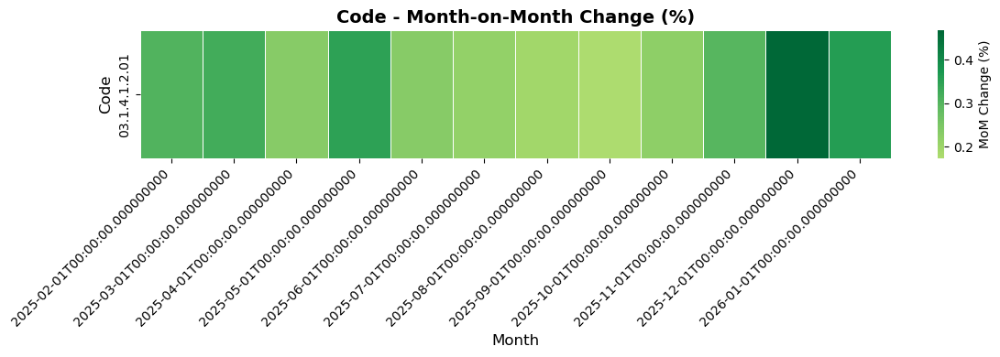 Code - Month-on-Month Change (%)
Code
03.1.4.1.2.01
2025-02-01T00:00:00.000000000
2025-03-01T00:00:00.000000000
2025-04-01T00:00:00.000000000
2025-05-01T00:00:00.000000000
2025-06-01T00:00:00.000000000
2025-07-01T00:00:00.000000000
2025-08-01T00:00:00.000000000
2025-09-01T00:00:00.000000000
2025-10-01T00:00:00.000000000
2025-11-01T00:00:00.000000000
2025-12-01T00:00:00.000000000
2026-01-01T00:00:00.000000000
Month
0.4
0.3
0.2
MoM Change (%)